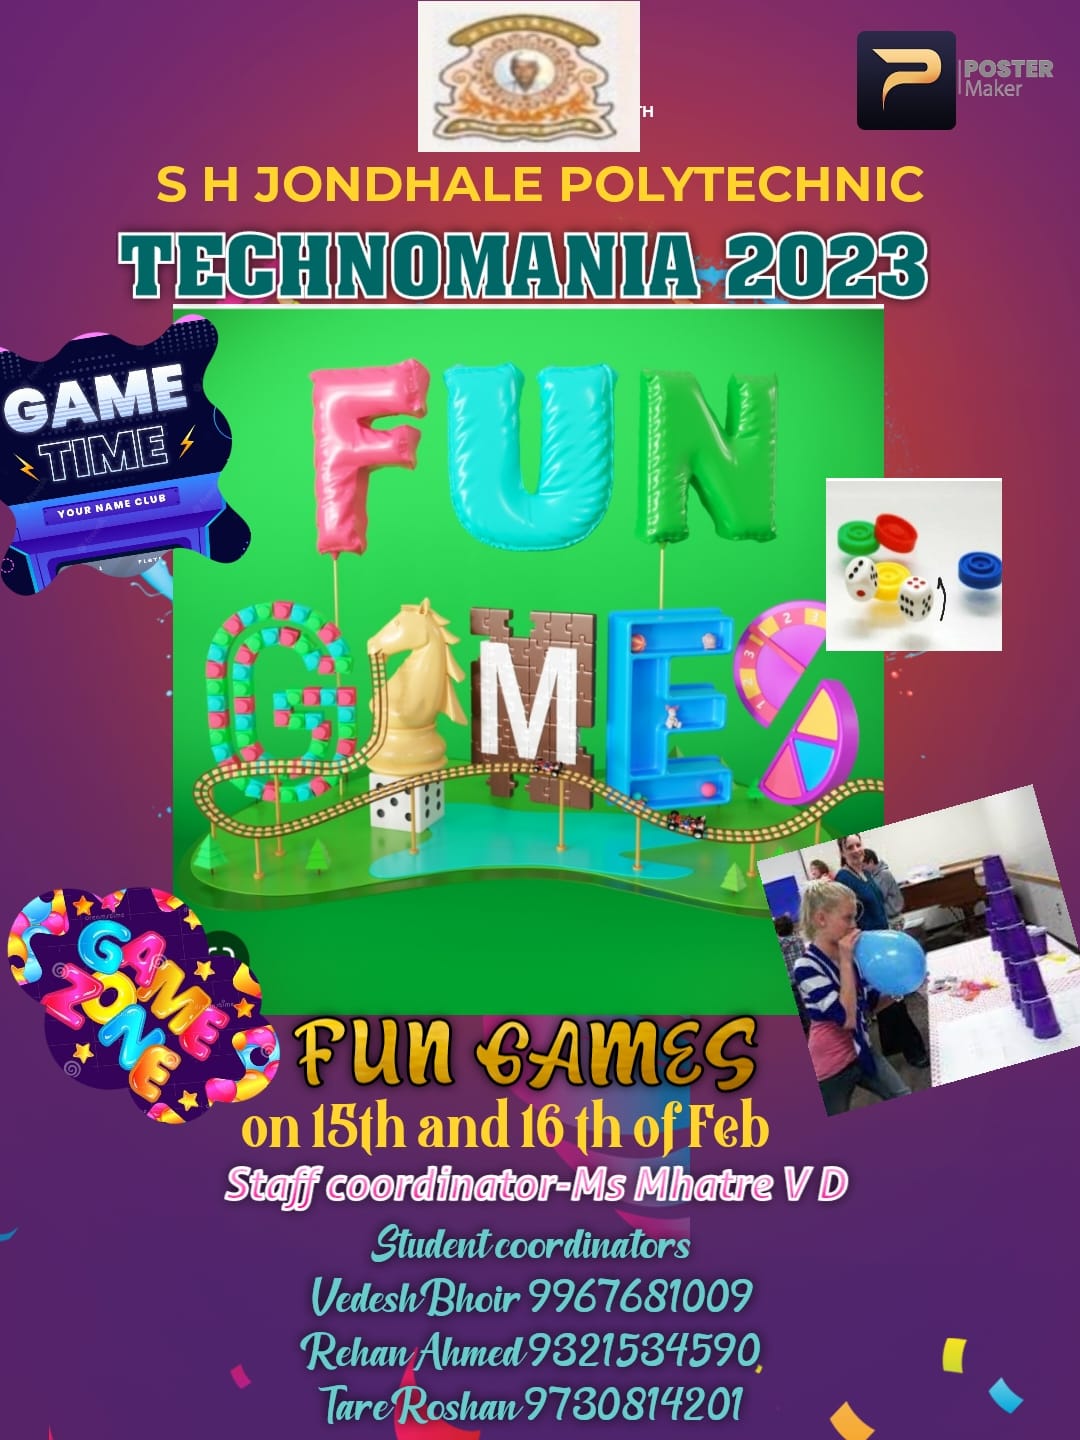 TH
POSTER
Maker
S H JONDHALE POLYTECHNIC
TECHNOMANIA 2023
GAME
TIME
YOUR NAME CLUB
FUN
GAMES
GAME
ZONE
dreamstime
FUN GAMES
on 15th and 16 th of Feb
Staff coordinator-Ms Mhatre V D
Student coordinators
Vedesh Bhoir 9967681009
Rehan Ahmed 9321534590
Tare Roshan 9730814201